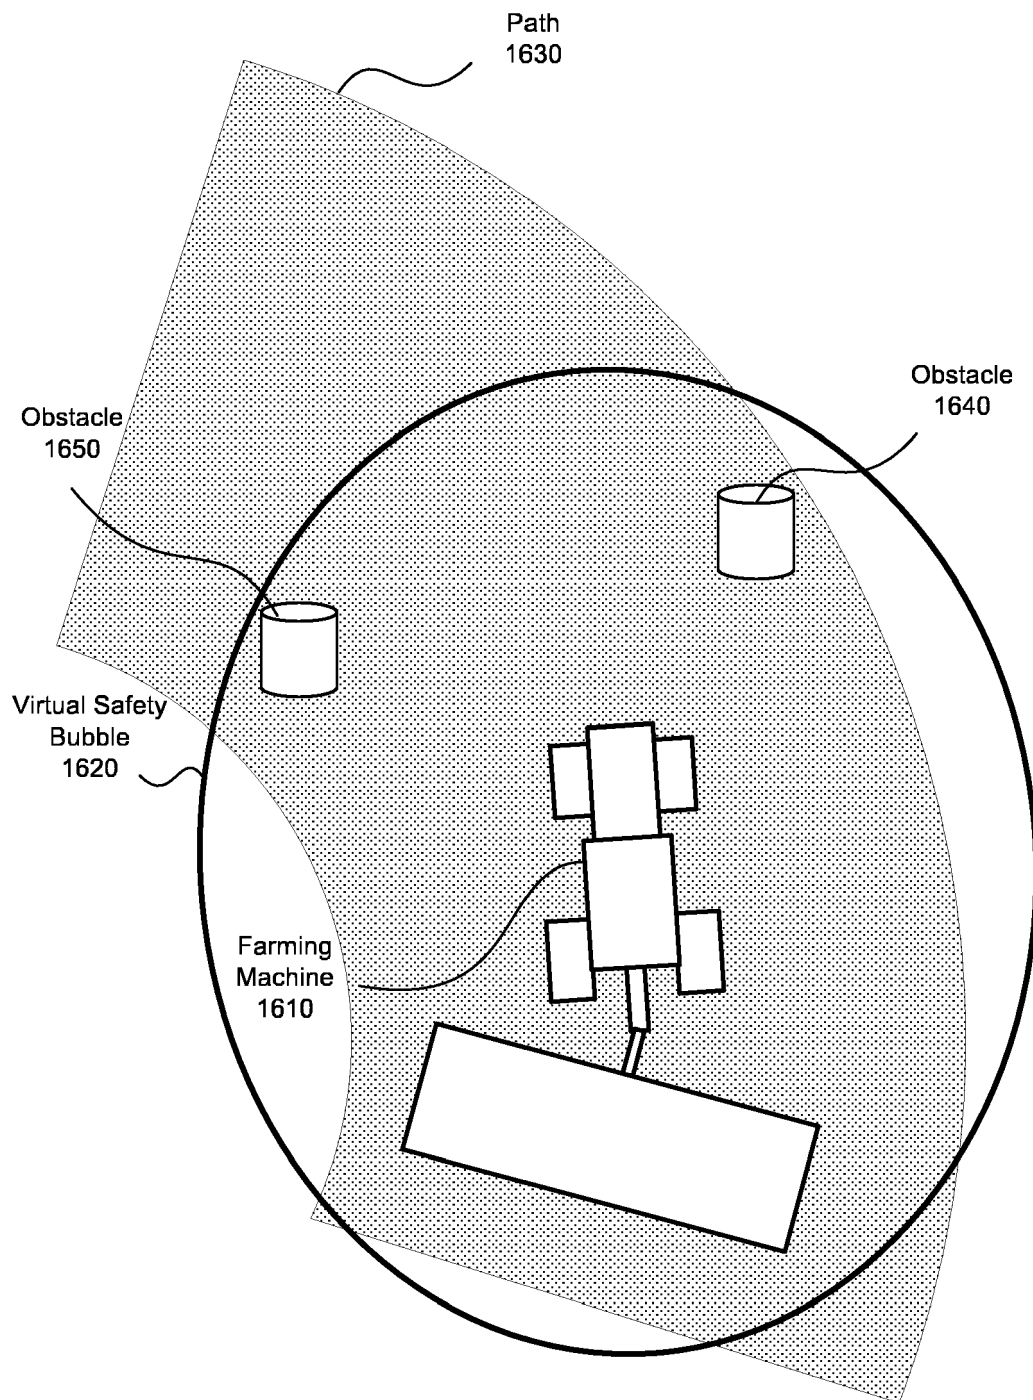 Path
1630
Obstacle
1640
Obstacle
1650
Virtual Safety
Bubble
1620
Farming
Machine
1610